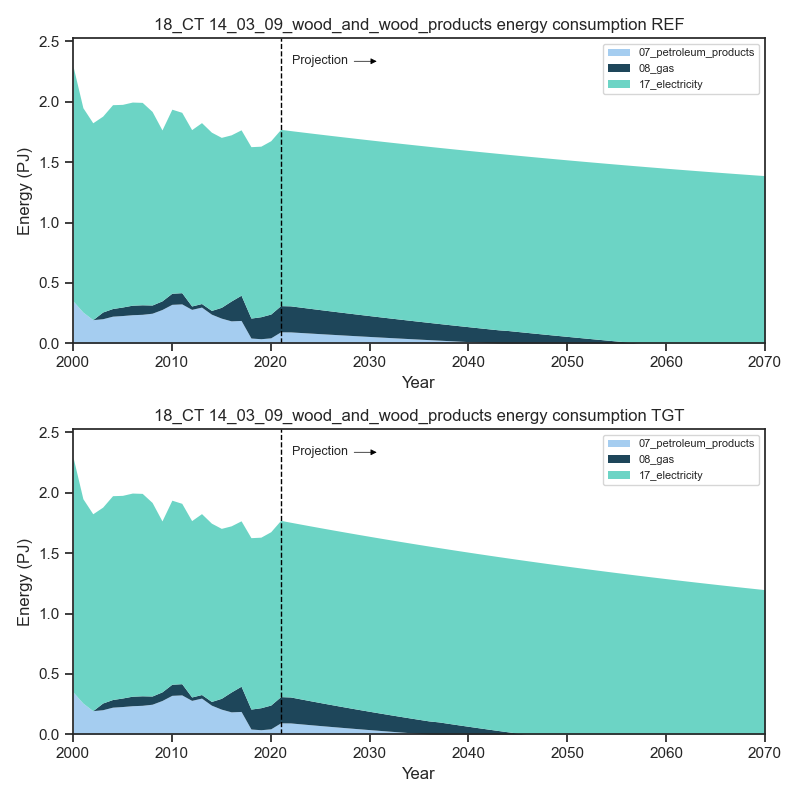 18_CT 14_03_09_wood_and_wood_products energy consumption REF
2.5
2.0
1.5
1.0
0.5
0.0
Energy (PJ)
Projection
07_petroleum_products
08_gas
17_electricity
2000 2010 2020 2030 2040 2050 2060 2070
Year
18_CT 14_03_09_wood_and_wood_products energy consumption TGT
2.5
2.0
1.5
1.0
0.5
0.0
Energy (PJ)
Projection
07_petroleum_products
08_gas
17_electricity
2000 2010 2020 2030 2040 2050 2060 2070
Year